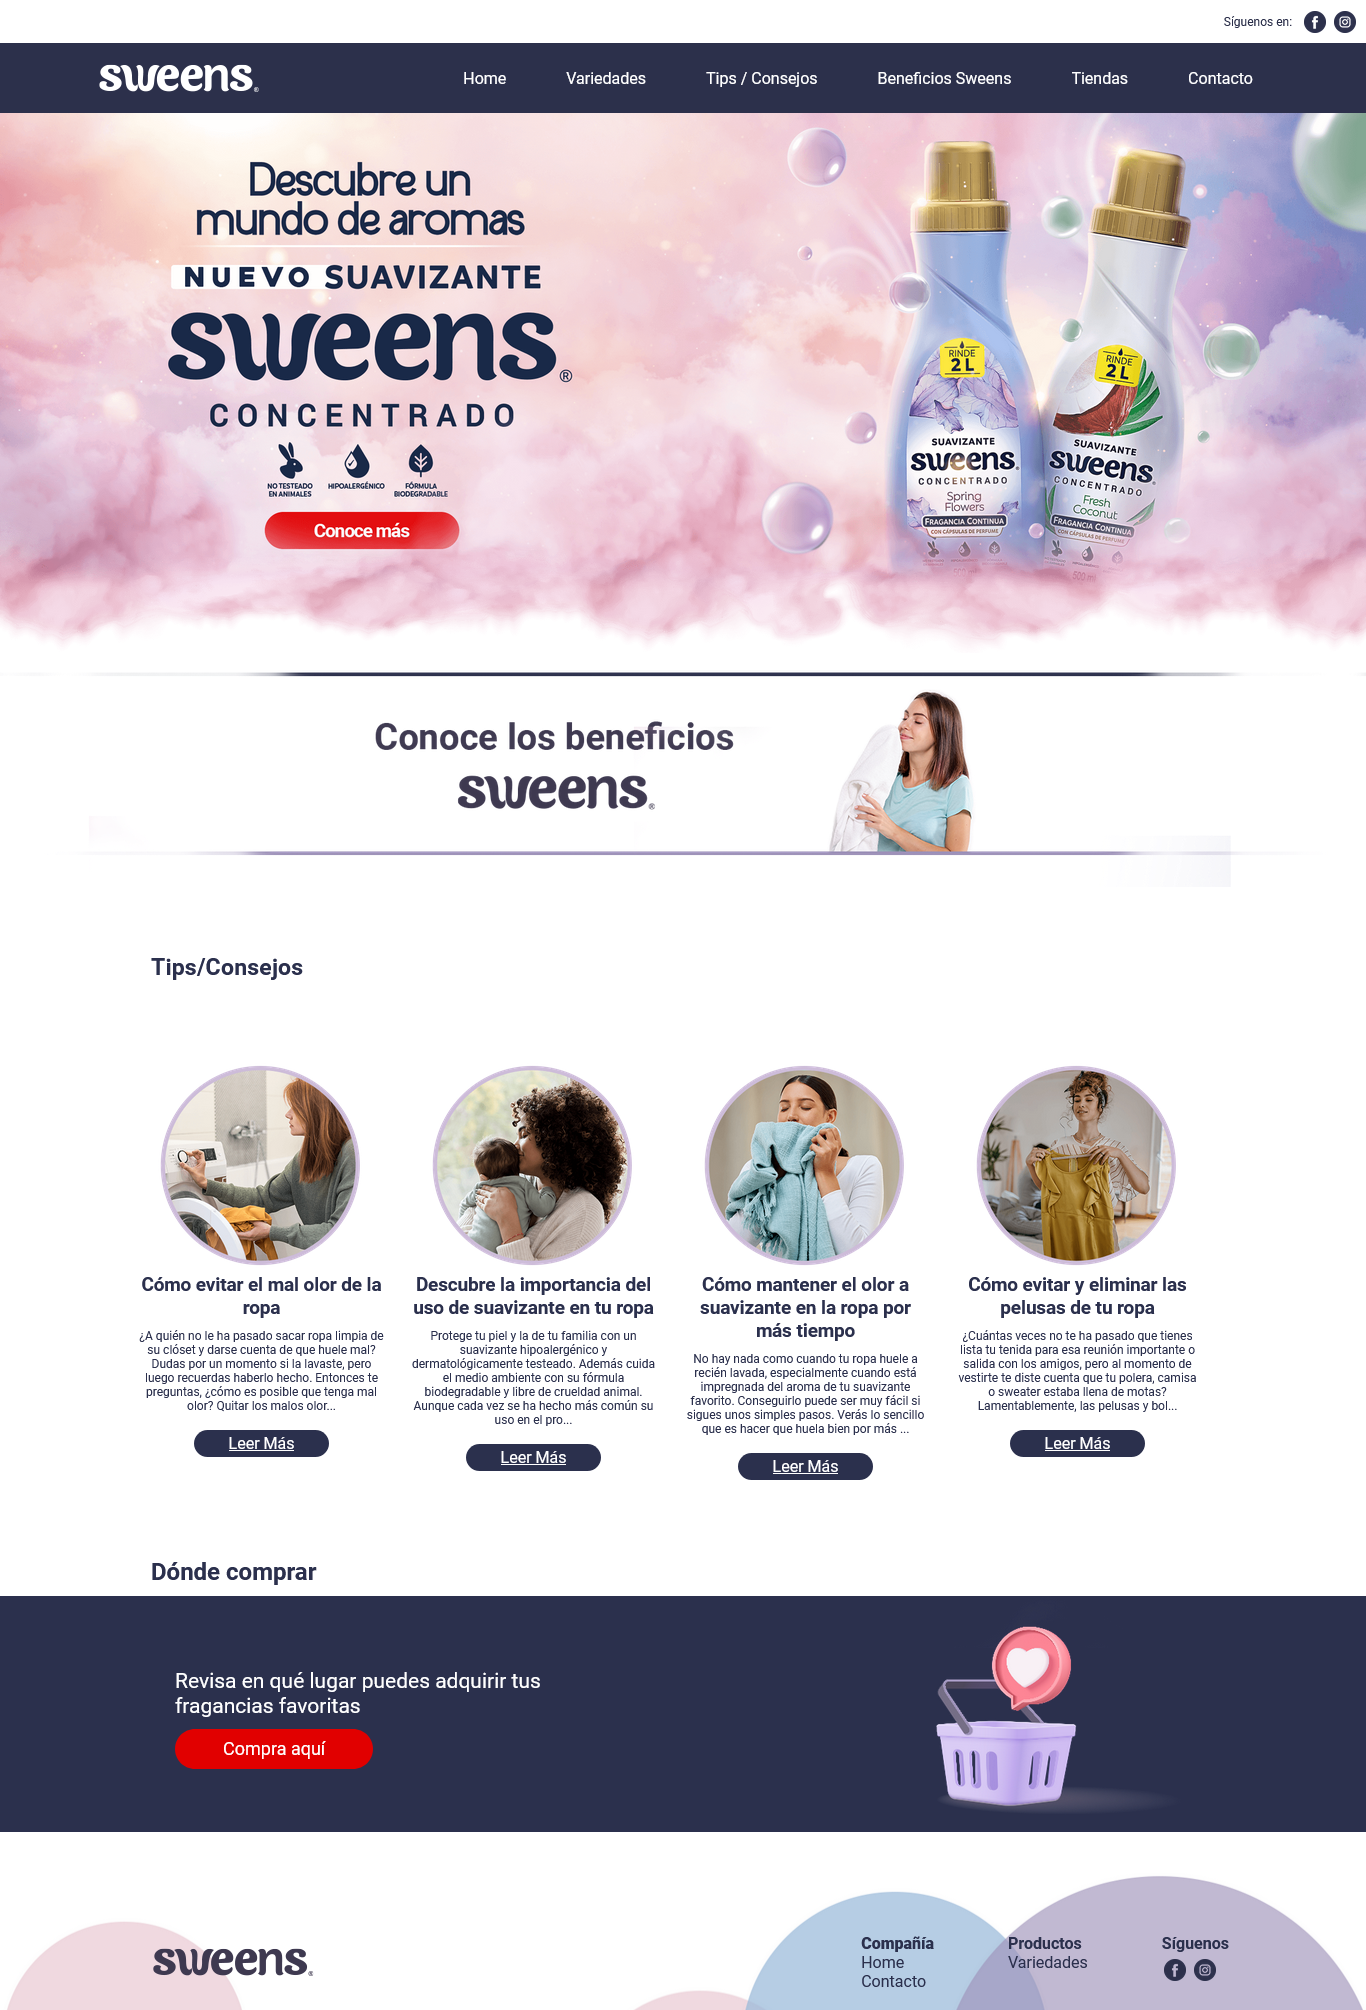 Síguenos en:
sweens®
Home
Variedades
Tips / Consejos
Beneficios Sweens
Tiendas
Contacto
Descubre un
mundo de aromas
NUEVO SUAVIZANTE
sweens®
CONCENTRADO
NO TESTEADO
EN ANIMALES
HIPOALERGÉNICO
FÓRMULA
BIODEGRADABLE
Conoce más
RINDE
2 L
SUAVIZANTE
sweens®
CONCENTRADO
Spring
Flowers
FRAGANCIA CONTINUA
CON CÁPSULAS DE PERFUME
RINDE
2 L
SUAVIZANTE
sweens®
CONCENTRADO
Fresh
Coconut
FRAGANCIA CONTINUA
CON CÁPSULAS DE PERFUME
500 ml
Conoce los beneficios
sweens®
Tips/Consejos
Cómo evitar el mal olor de la
ropa
¿A quién no le ha pasado sacar ropa limpia de
su clóset y darse cuenta de que huele mal?
Dudas por un momento si la lavaste, pero
luego recuerdas haberlo hecho. Entonces te
preguntas, ¿cómo es posible que tenga mal
olor? Quitar los malos olor...
Leer Más
Descubre la importancia del
uso de suavizante en tu ropa
Protege tu piel y la de tu familia con un
suavizante hipoalergénico y
dermatológicamente testeado. Además cuida
el medio ambiente con su fórmula
biodegradable y libre de crueldad animal.
Aunque cada vez se ha hecho más común su
uso en el pro...
Leer Más
Cómo mantener el olor a
suavizante en la ropa por
más tiempo
No hay nada como cuando tu ropa huele a
recién lavada, especialmente cuando está
impregnada del aroma de tu suavizante
favorito. Conseguirlo puede ser muy fácil si
sigues unos simples pasos. Verás lo sencillo
que es hacer que huela bien por más ...
Leer Más
Cómo evitar y eliminar las
pelusas de tu ropa
¿Cuántas veces no te ha pasado que tienes
lista tu tenida para esa reunión importante o
salida con los amigos, pero al momento de
vestirte te diste cuenta que tu polera, camisa
o sweater estaba llena de motas?
Lamentablemente, las pelusas y bol...
Leer Más
Dónde comprar
Revisa en qué lugar puedes adquirir tus
fragancias favoritas
Compra aquí
sweens®
Compañía
Home
Contacto
Productos
Variedades
Síguenos